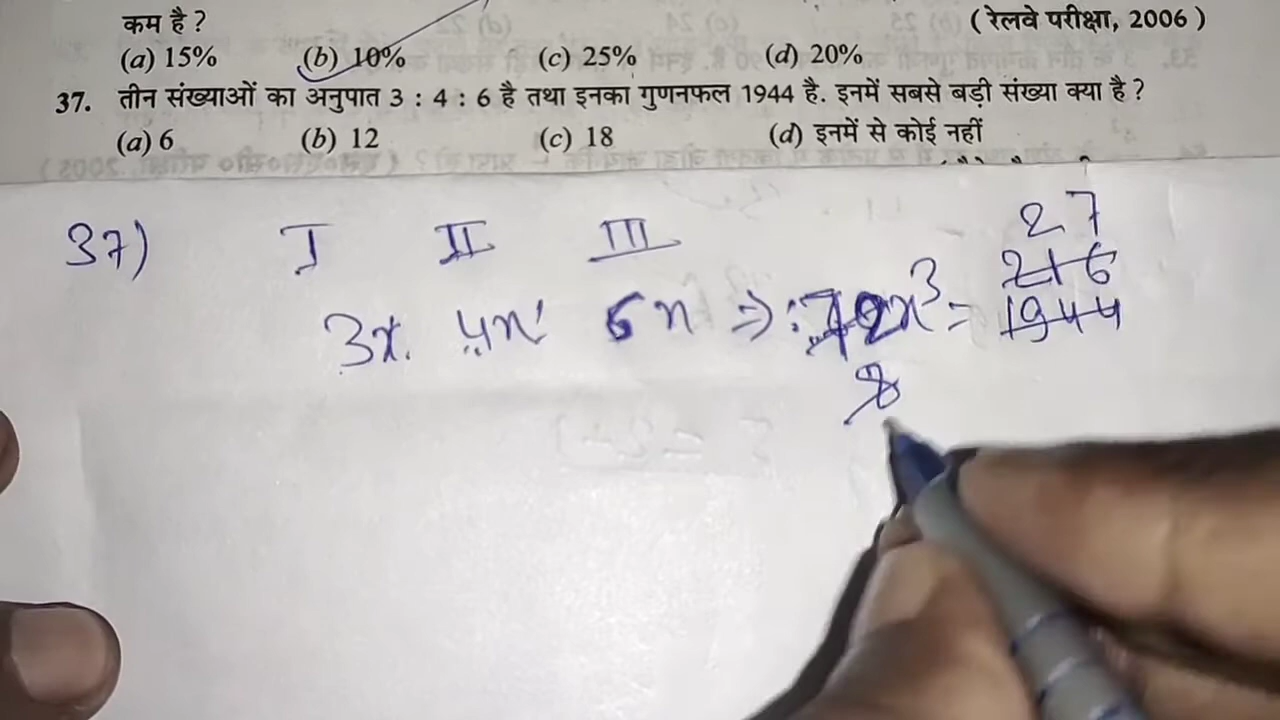 कम है ? ( रेलवे परीक्षा, 2006 )
(a) 15% (b) 10% (c) 25% (d) 20%
37. तीन संख्याओं का अनुपात 3 : 4 : 6 है तथा इनका गुणनफल 1944 है. इनमें सबसे बड़ी संख्या क्या है ?
(a) 6 (b) 12 (c) 18 (d) इनमें से कोई नहीं
27
37) I II III 216
3x 4x 6x ⇒ 72x³ = 1944
8